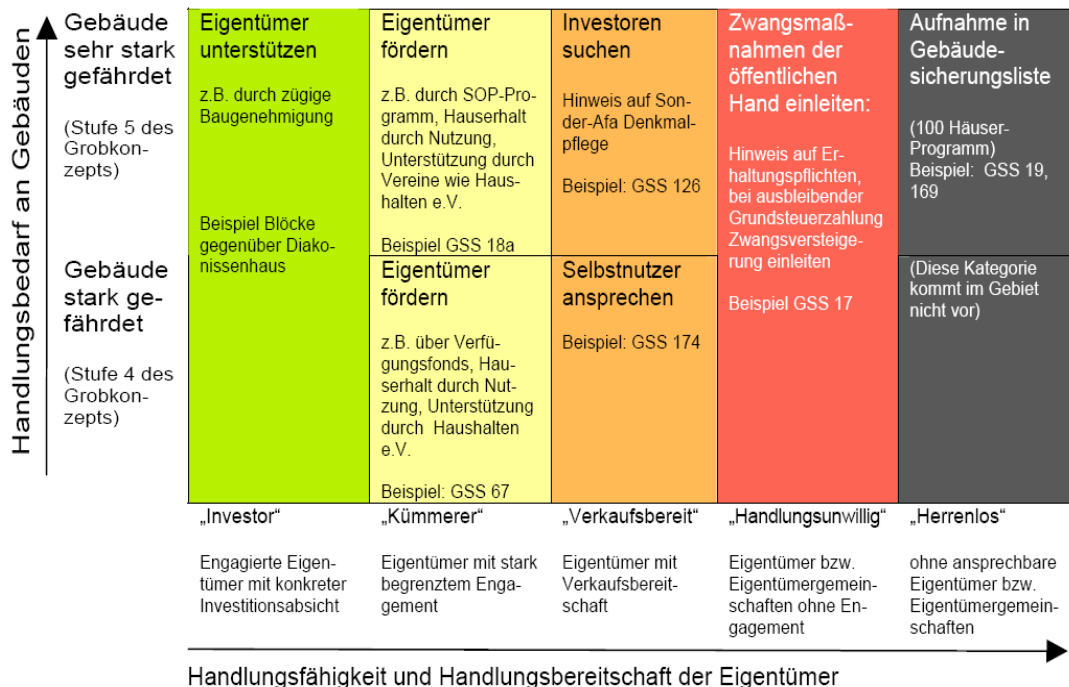 Handlungsbedarf an Gebäuden
Gebäude
sehr stark
gefährdet
(Stufe 5 des
Grobkon-
zepts)
Eigentümer
unterstützen
z.B. durch zügige
Baugenehmigung
Beispiel Blöcke
gegenüber Diako-
nissenhaus
Eigentümer
fördern
z.B. durch SOP-Pro-
gramm, Hauserhalt
durch Nutzung,
Unterstützung durch
Vereine wie Haus-
halten e.V.
Beispiel GSS 18a
Investoren
suchen
Hinweis auf Son-
der-Afa Denkmal-
pflege
Beispiel: GSS 126
Zwangsmaß-
nahmen der
öffentlichen
Hand einleiten:
Hinweis auf Er-
haltungspflichten,
bei ausbleibender
Grundsteuerzahlung
Zwangsversteige-
rung einleiten
Beispiel GSS 17
Aufnahme in
Gebäude-
sicherungsliste
(100 Häuser-
Programm)
Beispiel: GSS 19,
169
Gebäude
stark ge-
fährdet
(Stufe 4 des
Grobkon-
zepts)
Eigentümer
fördern
z.B. über Verfü-
gungsfonds, Hau-
serhalt durch Nut-
zung, Unterstützung
durch Haushalten
e.V.
Beispiel: GSS 67
Selbstnutzer
ansprechen
Beispiel: GSS 174
(Diese Kategorie
kommt im Gebiet
nicht vor)
„Investor“
Engagierte Eigen-
tümer mit konkreter
Investitionsabsicht
„Kümmerer“
Eigentümer mit stark
begrenztem Enga-
gement
„Verkaufsbereit“
Eigentümer mit
Verkaufsbereit-
schaft
„Handlungsunwillig“
Eigentümer bzw.
Eigentümergemein-
schaften ohne En-
gagement
„Herrenlos“
ohne ansprechbare
Eigentümer bzw.
Eigentümergemein-
schaften
Handlungsfähigkeit und Handlungsbereitschaft der Eigentümer